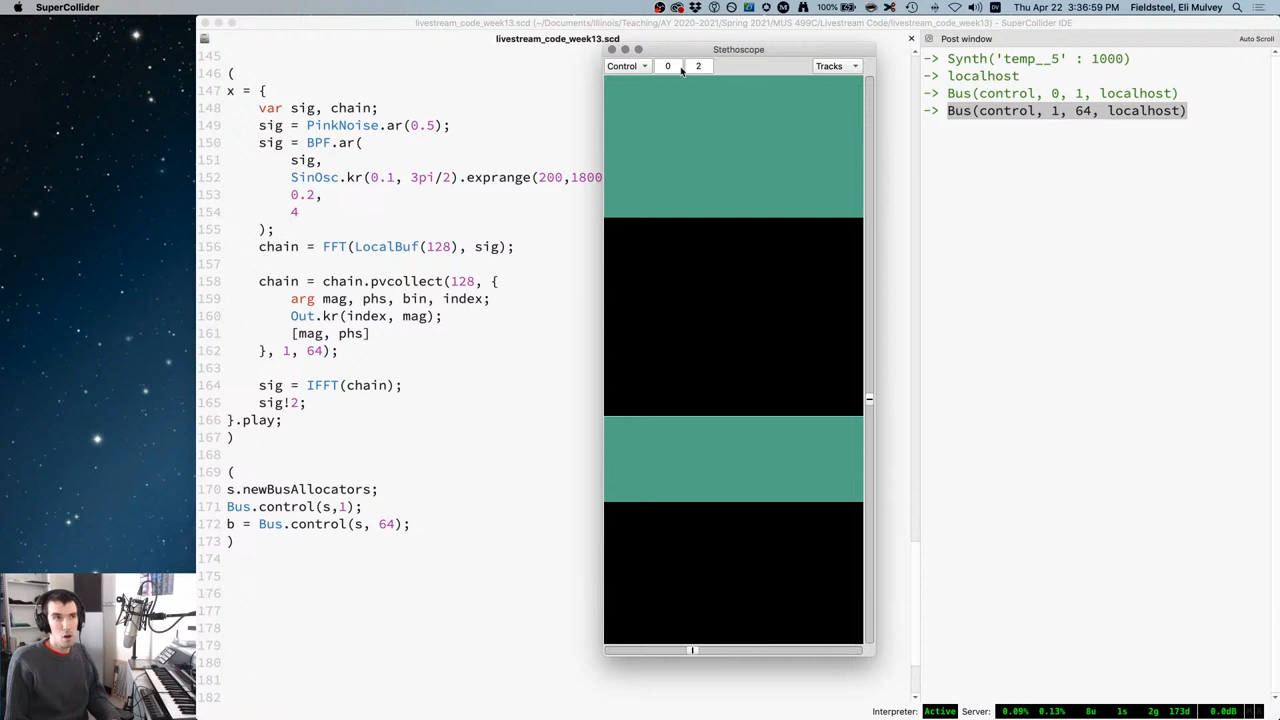 SuperCollider
Thu Apr 22 3:36:59 PM Fieldsteel, Eli Mulvey
livestream_code_week13.scd (~/Documents/Illinois/Teaching/AY 2020-2021/Spring 2021/MUS 499C/Livestream Code/livestream_code_week13) - SuperCollider IDE
livestream_code_week13.scd
Post window
Auto Scroll
Stethoscope
Control 0 2 Tracks
145
146 (
147 x = {
148 var sig, chain;
149 sig = PinkNoise.ar(0.5);
150 sig = BPF.ar(
151 sig,
152 SinOsc.kr(0.1, 3pi/2).exprange(200,1800
153 0.2,
154 4
155 );
156 chain = FFT(LocalBuf(128), sig);
157
158 chain = chain.pvcollect(128, {
159 arg mag, phs, bin, index;
160 Out.kr(index, mag);
161 [mag, phs]
162 }, 1, 64);
163
164 sig = IFFT(chain);
165 sig!2;
166 }.play;
167 )
168
169 (
170 s.newBusAllocators;
171 Bus.control(s,1);
172 b = Bus.control(s, 64);
173 )
174
175
176
177
178
179
180
181
182
-> Synth('temp__5' : 1000)
-> localhost
-> Bus(control, 0, 1, localhost)
-> Bus(control, 1, 64, localhost)
Interpreter: Active Server: 0.09% 0.13% 8u 1s 2g 173d 0.0dB